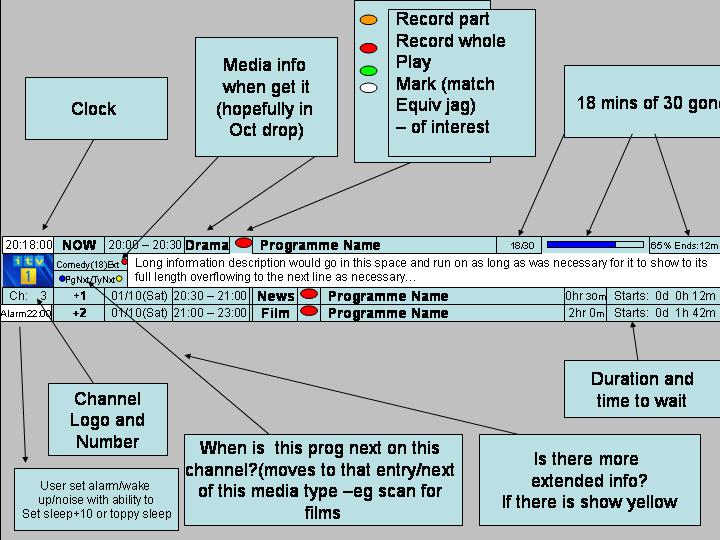 Record part
Record whole
Play
Mark (match
Equiv jag)
– of interest
Media info
when get it
(hopefully in
Oct drop)
Clock
18 mins of 30 gone
20:18:00 NOW 20:00 – 20:30 Drama Programme Name 18/30 65% Ends:12m
itv
1
Comedy(18)Ext
PgNxt/TyNxt
Long information description would go in this space and run on as long as was necessary for it to show to its
full length overflowing to the next line as necessary…
Ch: 3 +1 01/10(Sat) 20:30 – 21:00 News Programme Name 0hr 30m Starts: 0d 0h 12m
Alarm22:00 +2 01/10(Sat) 21:00 – 23:00 Film Programme Name 2hr 0m Starts: 0d 1h 42m
Duration and
time to wait
Channel
Logo and
Number
When is this prog next on this
channel?(moves to that entry/next
of this media type –eg scan for
films
Is there more
extended info?
If there is show yellow
User set alarm/wake
up/noise with ability to
Set sleep+10 or toppy sleep